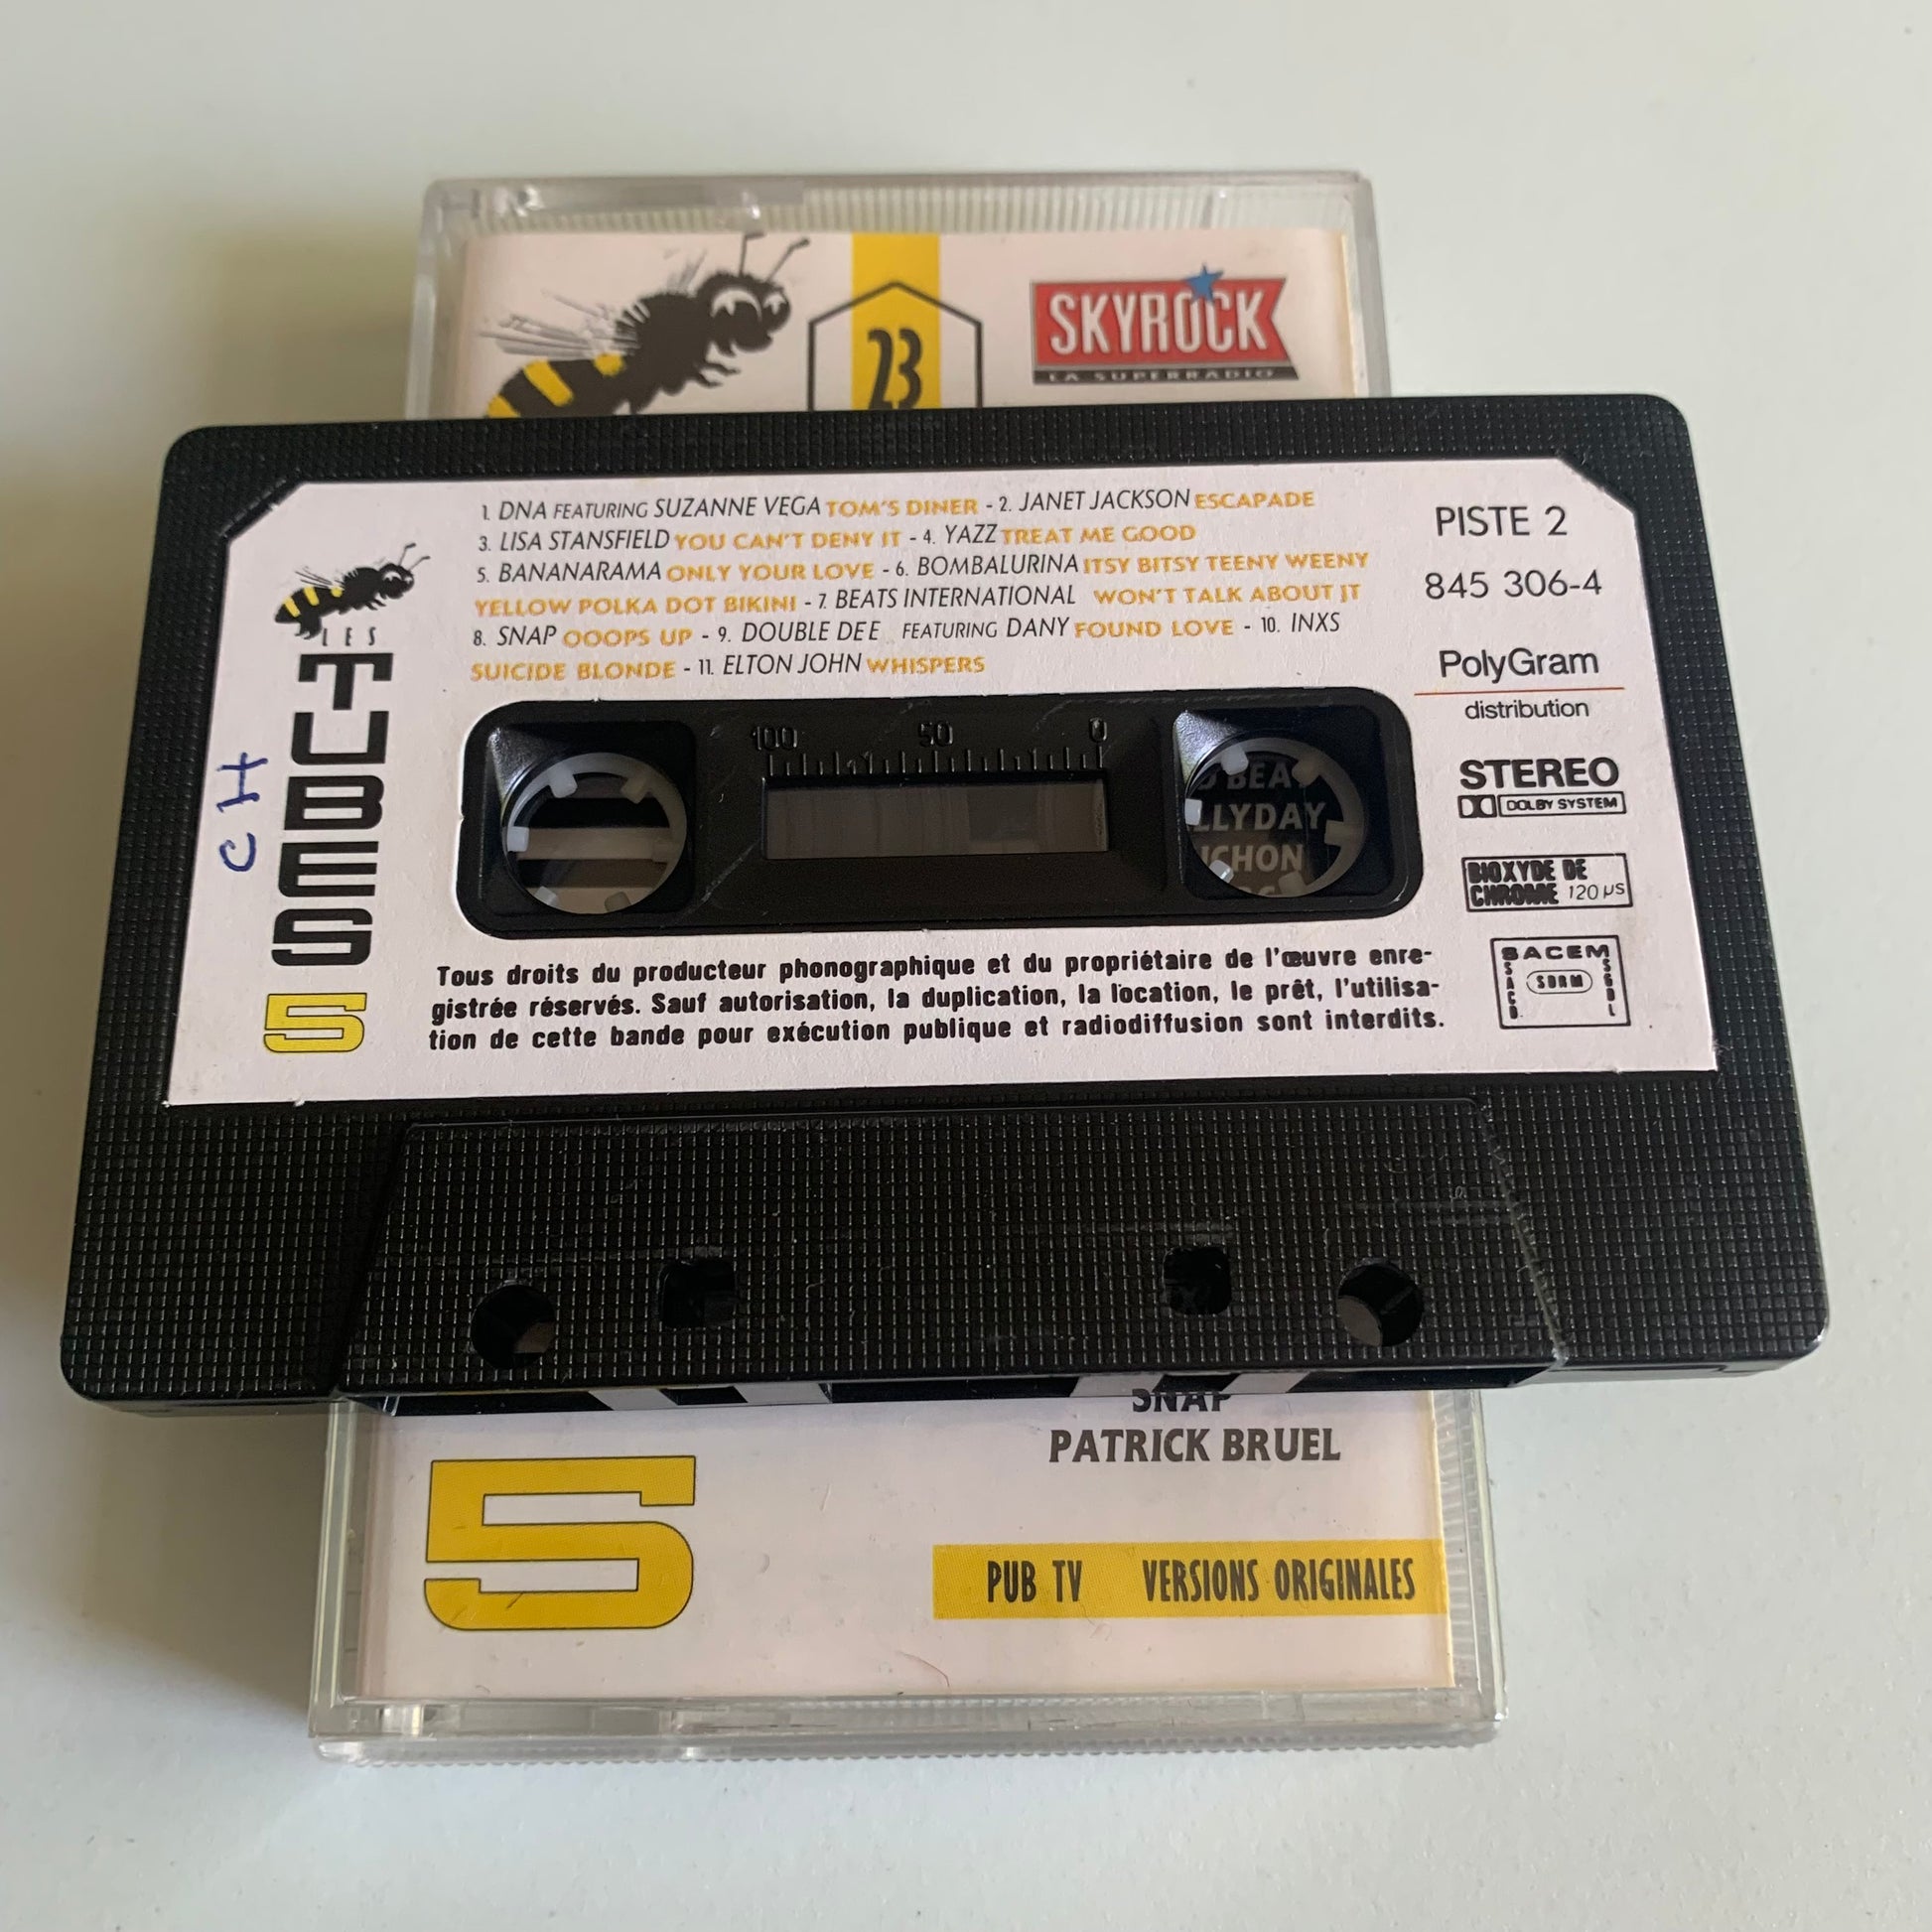 23
SKYROCK
LA SUPERRADIO
1. DNA FEATURING SUZANNE VEGA TOM'S DINER - 2. JANET JACKSON ESCAPADE
3. LISA STANSFIELD YOU CAN'T DENY IT - 4. YAZZ TREAT ME GOOD
5. BANANARAMA ONLY YOUR LOVE - 6. BOMBALURINA ITSY BITSY TEENY WEENY
YELLOW POLKA DOT BIKINI - 7. BEATS INTERNATIONAL WON'T TALK ABOUT IT
8. SNAP OOOPS UP - 9. DOUBLE DEE FEATURING DANY FOUND LOVE - 10. INXS
SUICIDE BLONDE - 11. ELTON JOHN WHISPERS
PISTE 2
845 306-4
PolyGram
distribution
STEREO
DOLBY SYSTEM
BIOXYDE DE
CHROME 120 µs
SACEM
SACD
SDRM
SGDL
LES
TUBES
5
CH
100 50 0
BEA
LLYDAY
CHON
Tous droits du producteur phonographique et du propriétaire de l'œuvre enre-
gistrée réservés. Sauf autorisation, la duplication, la location, le prêt, l'utilisa-
tion de cette bande pour exécution publique et radiodiffusion sont interdits.
SNAP
PATRICK BRUEL
5
PUB TV VERSIONS ORIGINALES